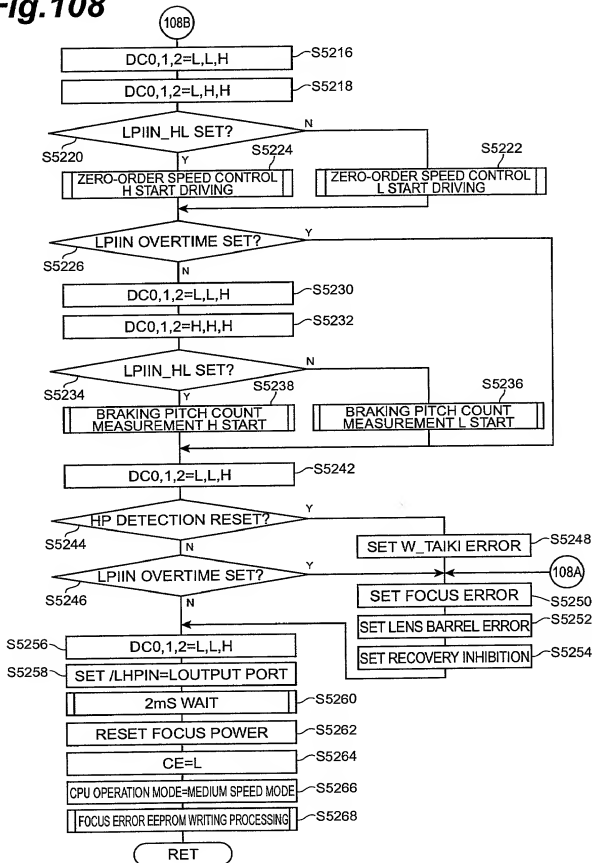 Fig.108
108B
DC0,1,2=L,L,H
S5216
DC0,1,2=L,H,H
S5218
LPIIN_HL SET?
N
S5220
Y
S5224
ZERO-ORDER SPEED CONTROL
H START DRIVING
S5222
ZERO-ORDER SPEED CONTROL
L START DRIVING
LPIIN OVERTIME SET?
Y
S5226
N
DC0,1,2=L,L,H
S5230
DC0,1,2=H,H,H
S5232
LPIIN_HL SET?
N
S5234
Y
S5238
BRAKING PITCH COUNT
MEASUREMENT H START
S5236
BRAKING PITCH COUNT
MEASUREMENT L START
DC0,1,2=L,L,H
S5242
HP DETECTION RESET?
Y
S5244
N
SET W_TAIKI ERROR
S5248
LPIIN OVERTIME SET?
Y
S5246
N
108A
SET FOCUS ERROR
S5250
SET LENS BARREL ERROR
S5252
SET RECOVERY INHIBITION
S5254
S5256
DC0,1,2=L,L,H
S5258
SET /LHPIN=LOUTPUT PORT
2mS WAIT
S5260
RESET FOCUS POWER
S5262
CE=L
S5264
CPU OPERATION MODE=MEDIUM SPEED MODE
S5266
FOCUS ERROR EEPROM WRITING PROCESSING
S5268
RET